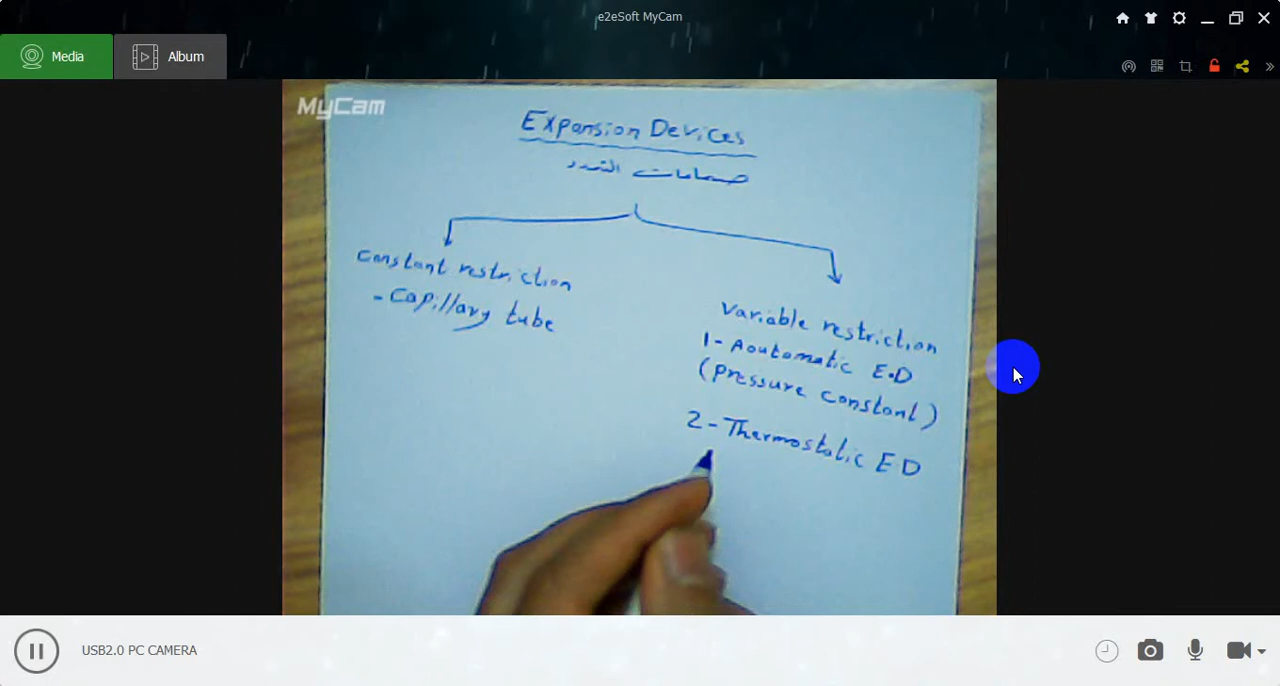 e2eSoft MyCam
Media
Album
MyCam
Expansion Devices
صمامات التمدد
Constant restriction
- Capillary tube
Variable restriction
1- Aoutomatic E.D
(Pressure constant)
2- Thermostatic E D
USB2.0 PC CAMERA